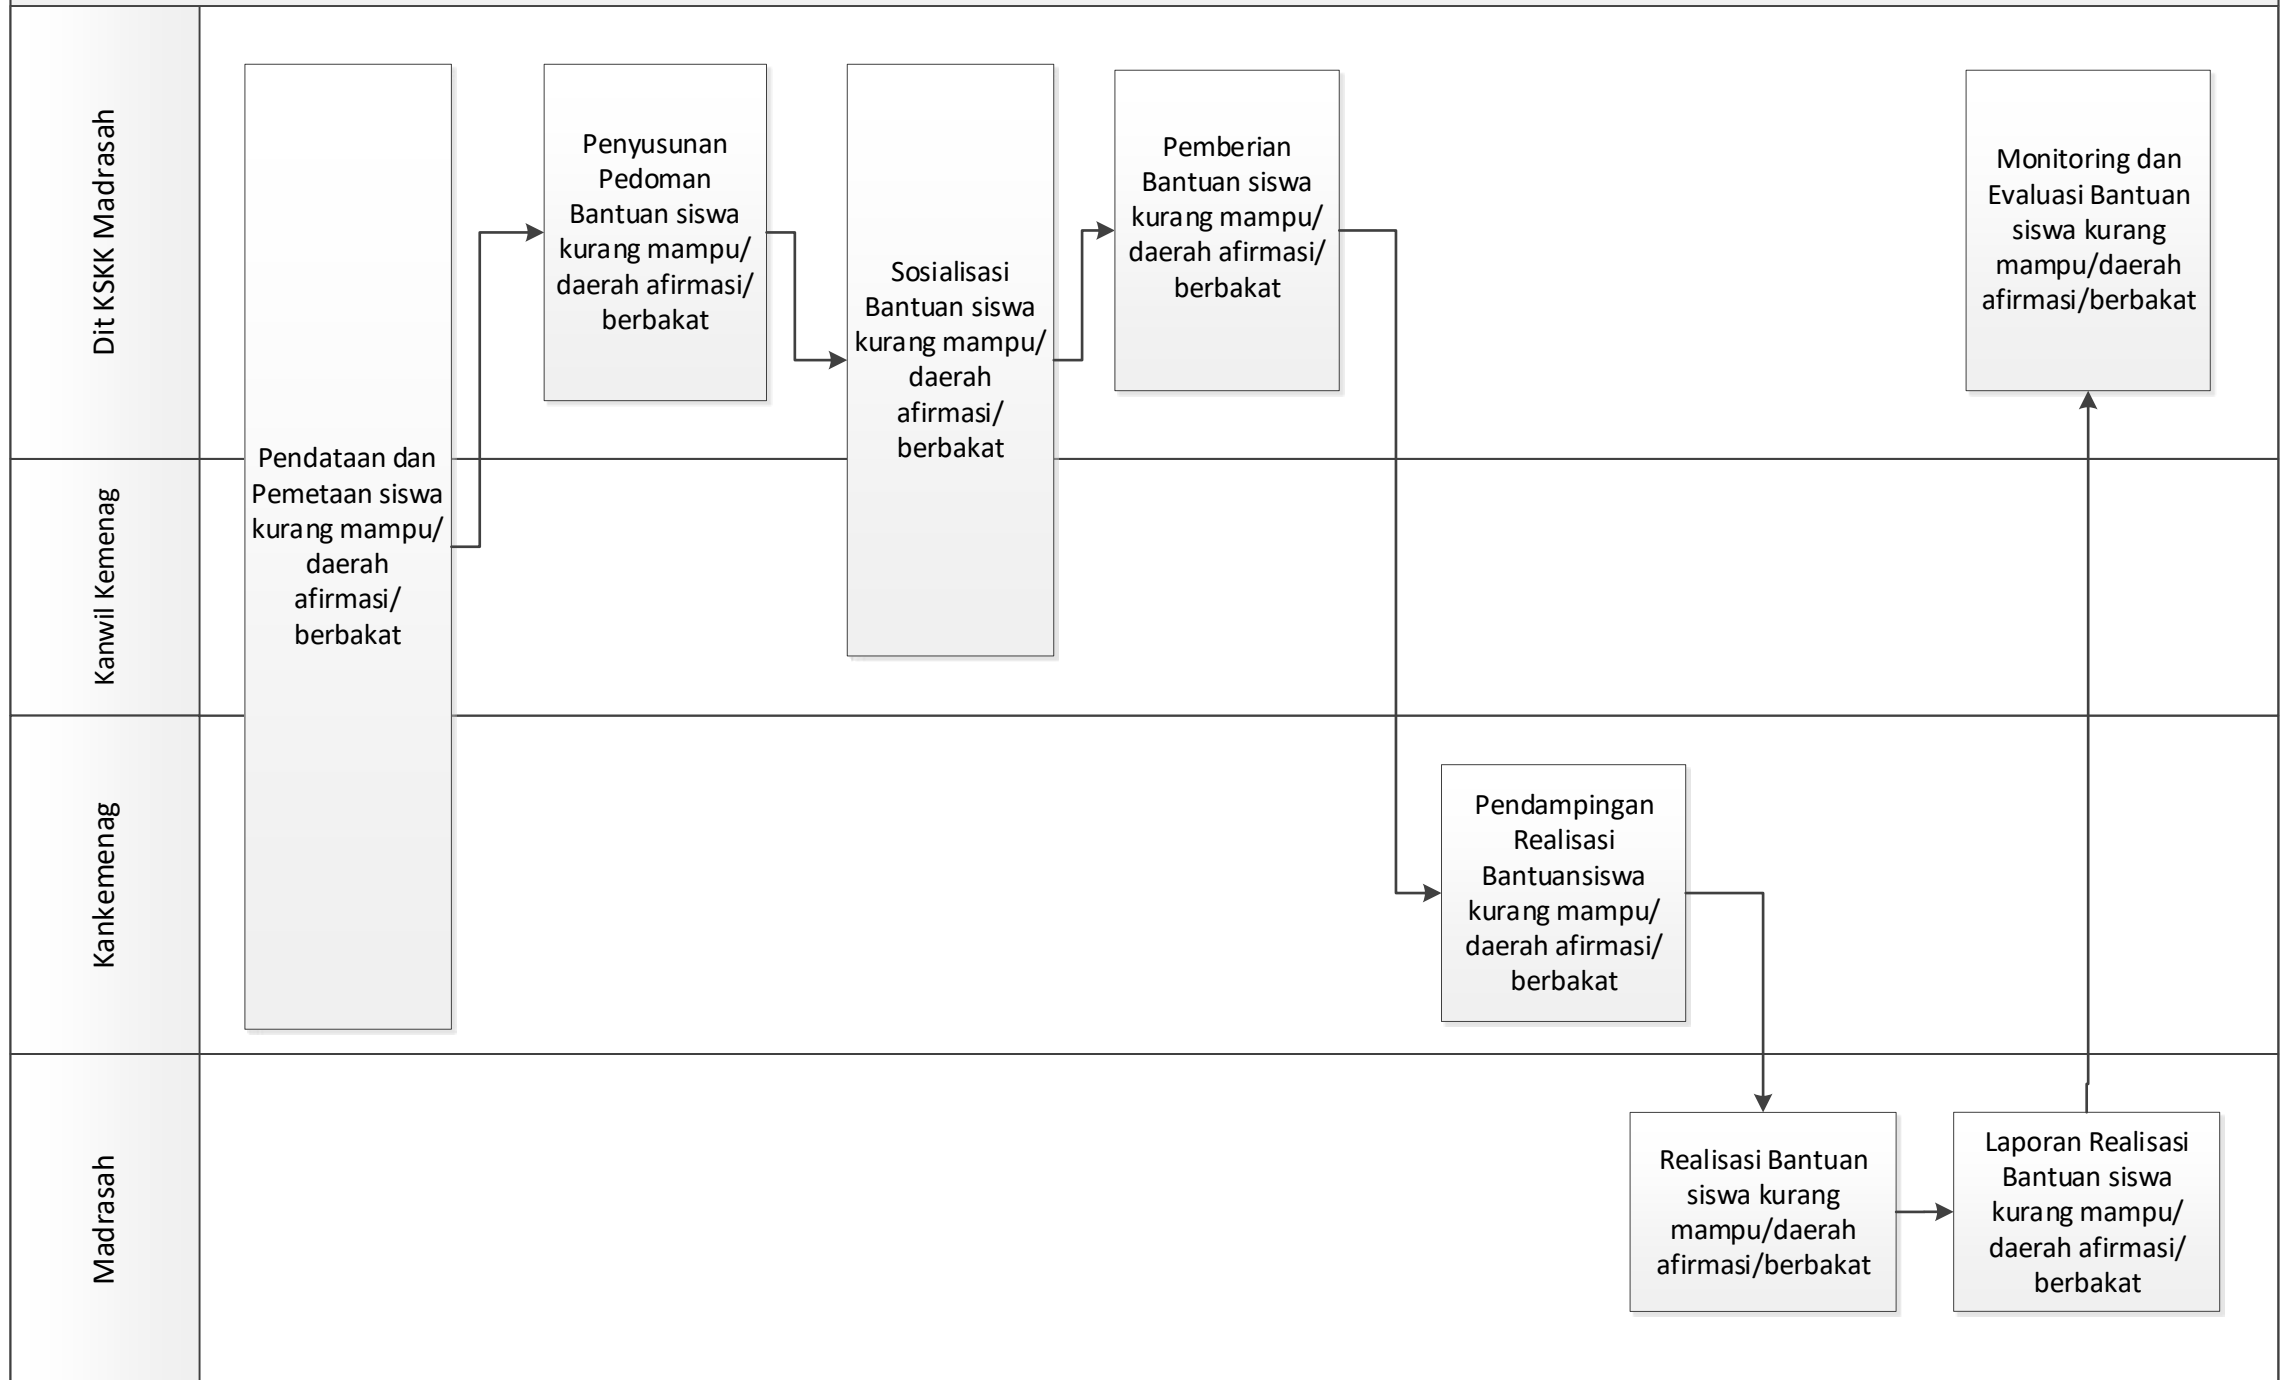 Dit KSKK Madrasah
Kanwil Kemenag
Kankemenag
Madrasah
Pendataan dan
Pemetaan siswa
kurang mampu/
daerah
afirmasi/
berbakat
Penyusunan
Pedoman
Bantuan siswa
kurang mampu/
daerah afirmasi/
berbakat
Sosialisasi
Bantuan siswa
kurang mampu/
daerah
afirmasi/
berbakat
Pemberian
Bantuan siswa
kurang mampu/
daerah afirmasi/
berbakat
Pendampingan
Realisasi
Bantuansiswa
kurang mampu/
daerah afirmasi/
berbakat
Realisasi Bantuan
siswa kurang
mampu/daerah
afirmasi/berbakat
Laporan Realisasi
Bantuan siswa
kurang mampu/
daerah afirmasi/
berbakat
Monitoring dan
Evaluasi Bantuan
siswa kurang
mampu/daerah
afirmasi/berbakat